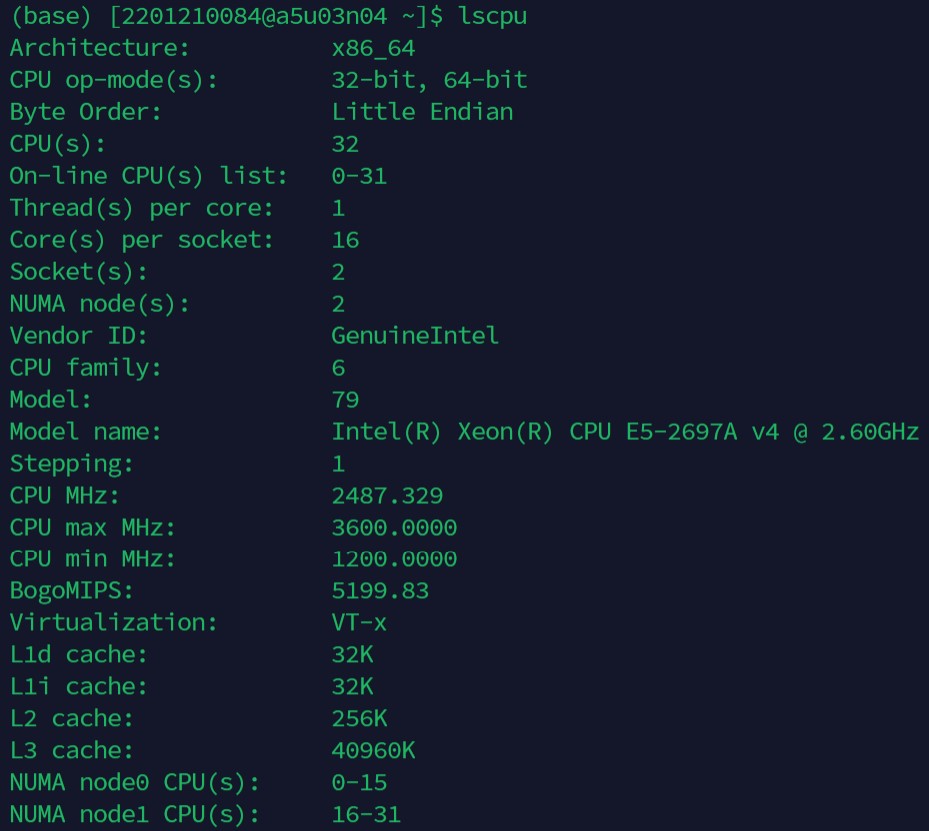 (base) [2201210084@a5u03n04 ~]$ lscpu
Architecture:          x86_64
CPU op-mode(s):        32-bit, 64-bit
Byte Order:            Little Endian
CPU(s):                32
On-line CPU(s) list:   0-31
Thread(s) per core:    1
Core(s) per socket:    16
Socket(s):             2
NUMA node(s):          2
Vendor ID:             GenuineIntel
CPU family:            6
Model:                 79
Model name:            Intel(R) Xeon(R) CPU E5-2697A v4 @ 2.60GHz
Stepping:              1
CPU MHz:               2487.329
CPU max MHz:           3600.0000
CPU min MHz:           1200.0000
BogoMIPS:              5199.83
Virtualization:        VT-x
L1d cache:             32K
L1i cache:             32K
L2 cache:              256K
L3 cache:              40960K
NUMA node0 CPU(s):     0-15
NUMA node1 CPU(s):     16-31